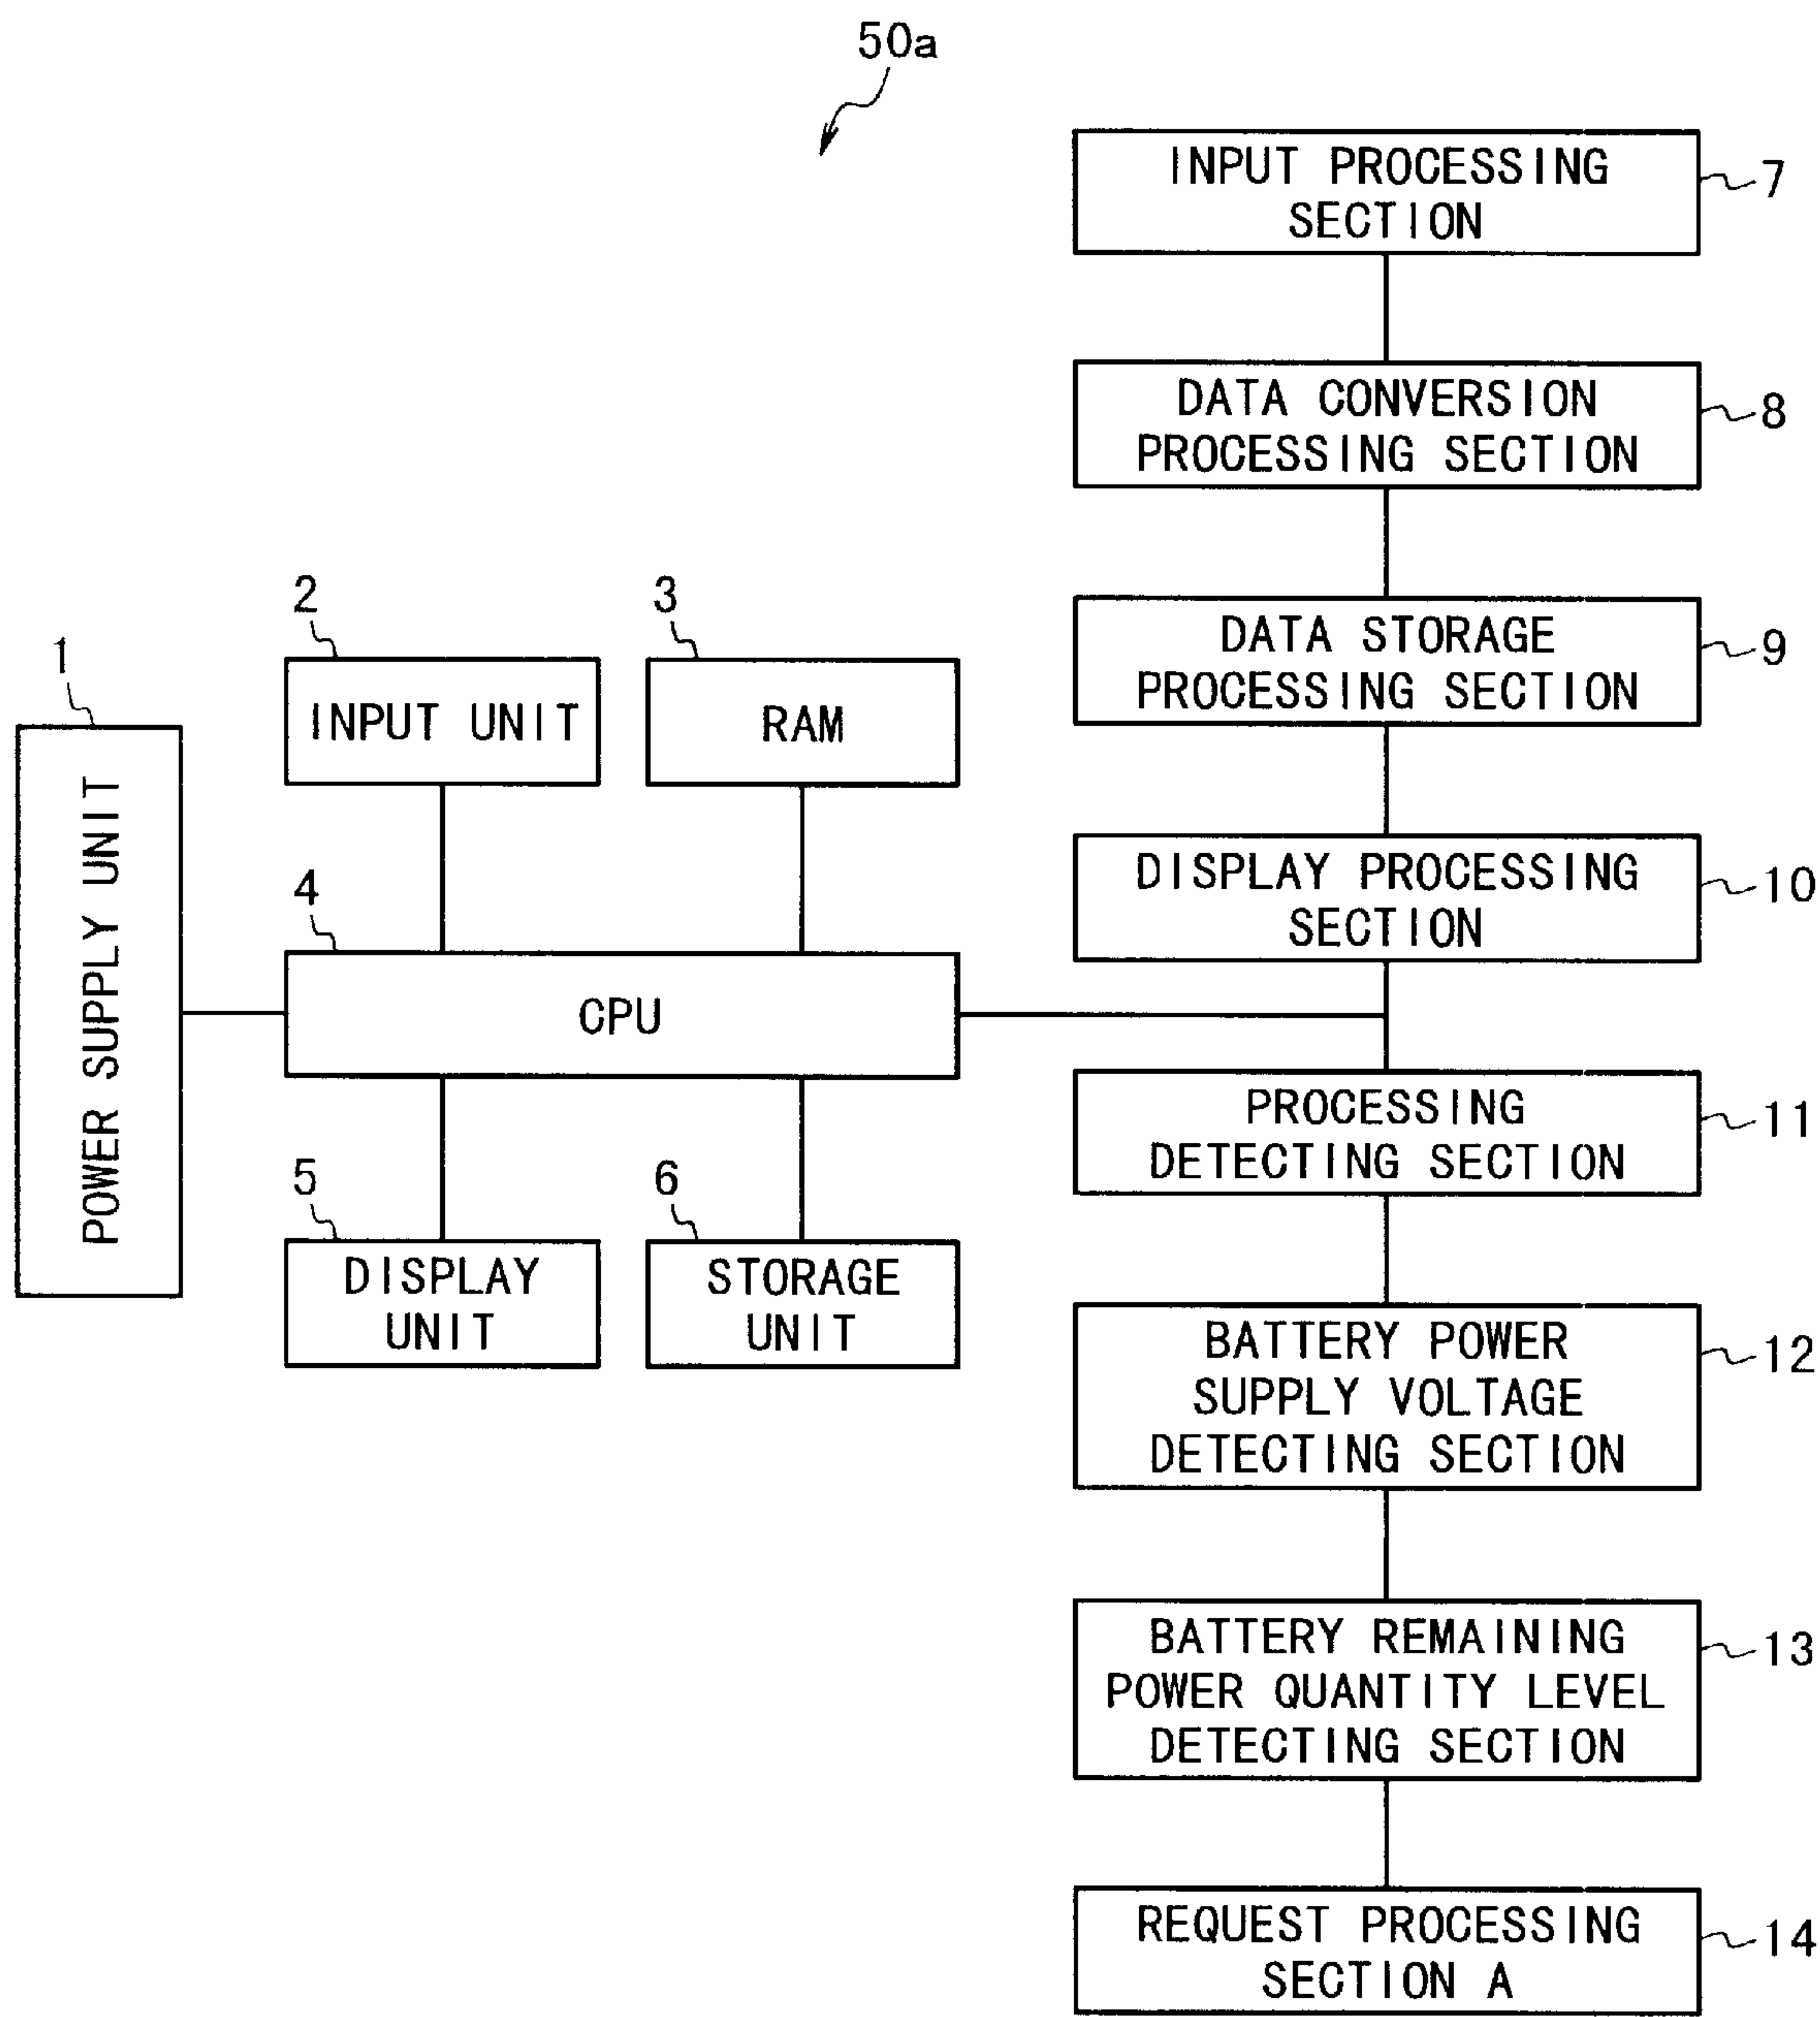 50a
INPUT PROCESSING
SECTION
7
DATA CONVERSION
PROCESSING SECTION
8
DATA STORAGE
PROCESSING SECTION
9
DISPLAY PROCESSING
SECTION
10
1
POWER SUPPLY UNIT
2
INPUT UNIT
3
RAM
4
CPU
5
DISPLAY
UNIT
6
STORAGE
UNIT
PROCESSING
DETECTING SECTION
11
BATTERY POWER
SUPPLY VOLTAGE
DETECTING SECTION
12
BATTERY REMAINING
POWER QUANTITY LEVEL
DETECTING SECTION
13
REQUEST PROCESSING
SECTION A
14